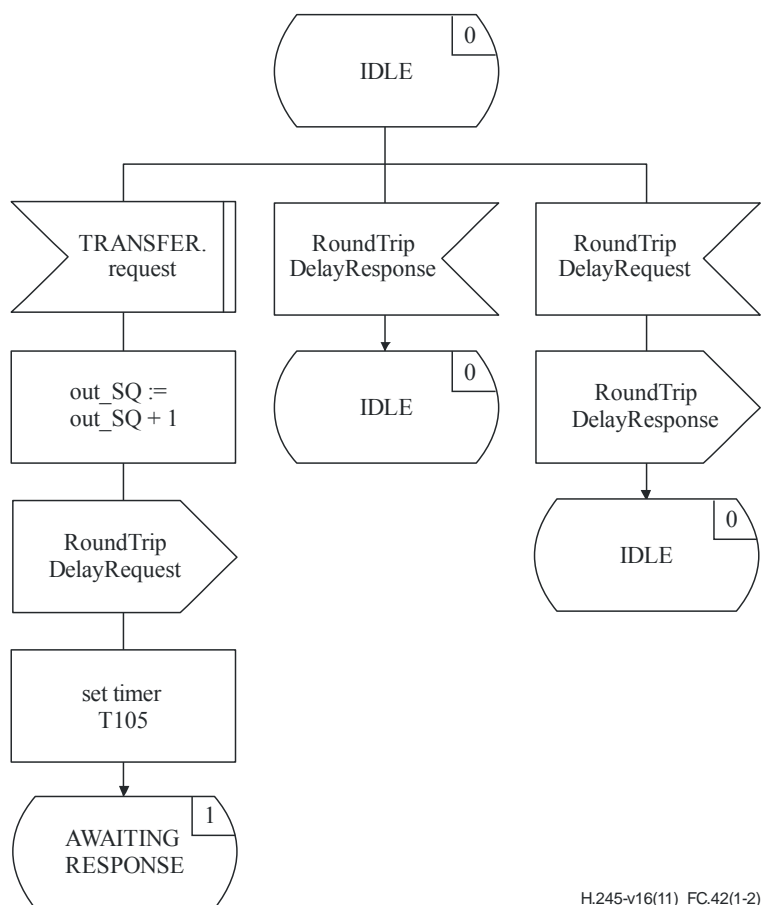 0
IDLE
TRANSFER.
request
RoundTrip
DelayResponse
RoundTrip
DelayRequest
out_SQ :=
out_SQ + 1
0
IDLE
RoundTrip
DelayResponse
RoundTrip
DelayRequest
0
IDLE
set timer
T105
1
AWAITING
RESPONSE
H.245-v16(11)_FC.42(1-2)